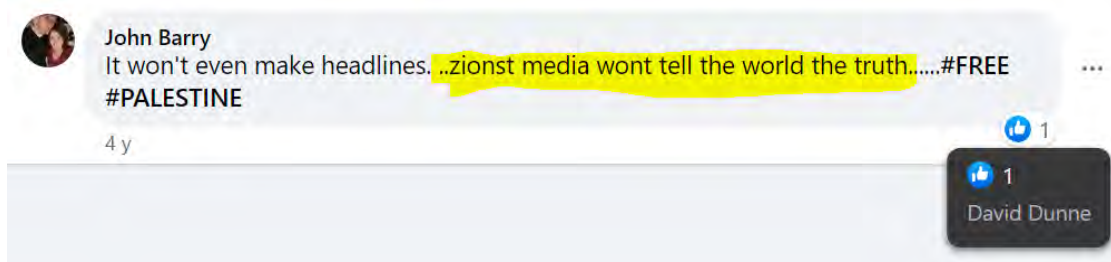 John Barry
It won't even make headlines. ..zionst media wont tell the world the truth......#FREE
#PALESTINE
4 y
1
1
David Dunne